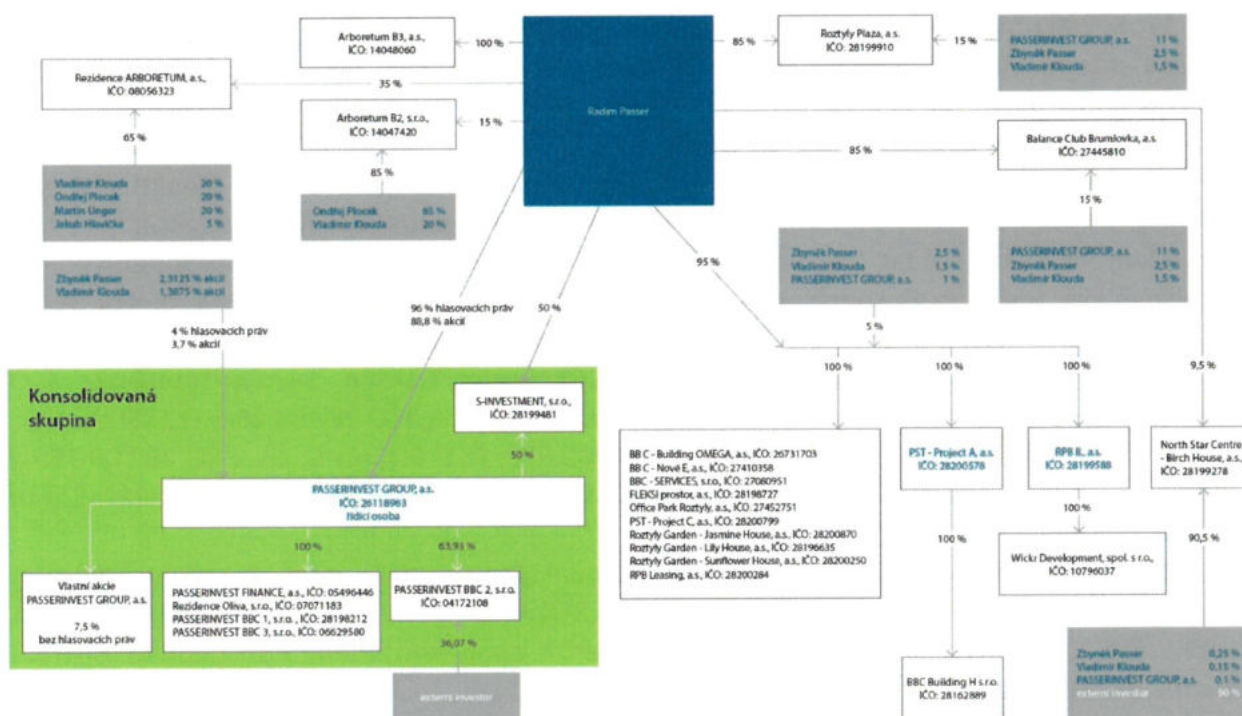 Arboretum B3, a.s.,
IČO: 14048060
100 %
Radim Passer
85 %
Roztyly Plaza, a.s.
IČO: 28199910
15 %
PASSERINVEST GROUP, a.s. 11 %
Zbyněk Passer 2,5 %
Vladimír Klouda 1,5 %
Rezidence ARBORETUM, a.s.,
IČO: 08056323
35 %
Arboretum B2, s.r.o.,
IČO: 14047420
15 %
65 %
85 %
Vladimír Klouda 20 %
Ondřej Plocek 20 %
Martin Unger 20 %
Jakub Hlavička 5 %
Ondřej Plocek 65 %
Vladimír Klouda 20 %
85 %
Balance Club Brumlovka, a.s.
IČO: 27445810
15 %
PASSERINVEST GROUP, a.s. 11 %
Zbyněk Passer 2,5 %
Vladimír Klouda 1,5 %
Zbyněk Passer 2,5 %
Vladimír Klouda 1,5 %
PASSERINVEST GROUP, a.s. 1 %
95 %
5 %
Zbyněk Passer 2,3125 % akcií
Vladimír Klouda 1,3875 % akcií
4 % hlasovacích práv
3,7 % akcií
96 % hlasovacích práv
88,8 % akcií
50 %
100 %
100 %
100 %
9,5 %
Konsolidovaná
skupina
S-INVESTMENT, s.r.o.,
IČO: 28199481
50 %
PASSERINVEST GROUP, a.s.
IČO: 26118963
řídící osoba
100 %
63,93 %
Vlastní akcie
PASSERINVEST GROUP, a.s.
7,5 %
bez hlasovacích práv
PASSERINVEST FINANCE, a.s., IČO: 05496446
Rezidence Oliva, s.r.o., IČO: 07071183
PASSERINVEST BBC 1, s.r.o. , IČO: 28198212
PASSERINVEST BBC 3, s.r.o., IČO: 06629580
PASSERINVEST BBC 2, s.r.o.
IČO: 04172108
36,07 %
externí investor
BB C - Building OMEGA, a.s., IČO: 26731703
BB C - Nové E, a.s., IČO: 27410358
BBC - SERVICES, s.r.o., IČO: 27080951
FLEKSI prostor, a.s., IČO: 28198727
Office Park Roztyly, a.s., IČO: 27452751
PST - Project C, a.s., IČO: 28200799
Roztyly Garden - Jasmine House, a.s., IČO: 28200870
Roztyly Garden - Lily House, a.s., IČO: 28196635
Roztyly Garden - Sunflower House, a.s., IČO: 28200250
RPB Leasing, a.s., IČO: 28200284
PST - Project A, a.s.,
IČO: 28200578
100 %
BBC Building H s.r.o.
IČO: 28162889
RPB II., a.s.
IČO: 28199588
100 %
Wickr Development, spol. s r.o.,
IČO: 10796037
North Star Centre
- Birch House, a.s.,
IČO: 28199278
90,5 %
Zbyněk Passer 0,25 %
Vladimír Klouda 0,15 %
PASSERINVEST GROUP, a.s. 0,1 %
externí investor 90 %